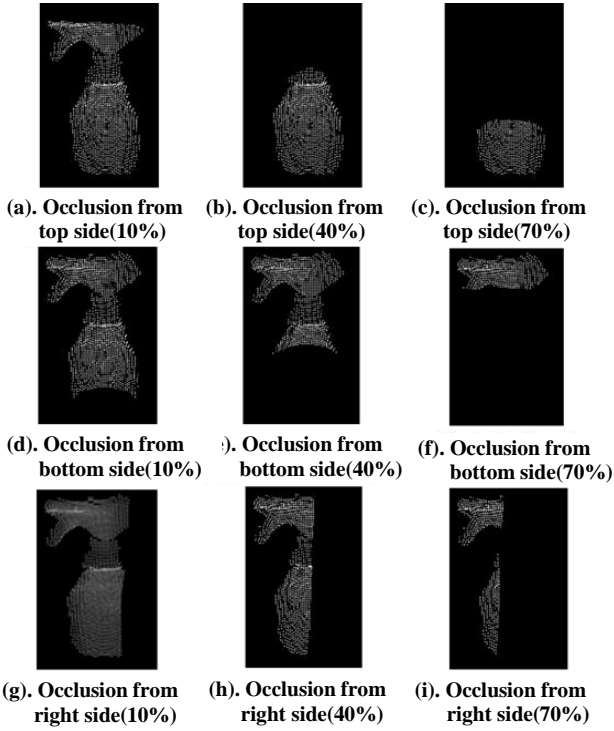 (a). Occlusion from
top side(10%)
(b). Occlusion from
top side(40%)
(c). Occlusion from
top side(70%)
(d). Occlusion from
bottom side(10%)
:). Occlusion from
bottom side(40%)
(f). Occlusion from
bottom side(70%)
(g). Occlusion from
right side(10%)
(h). Occlusion from
right side(40%)
(i). Occlusion from
right side(70%)